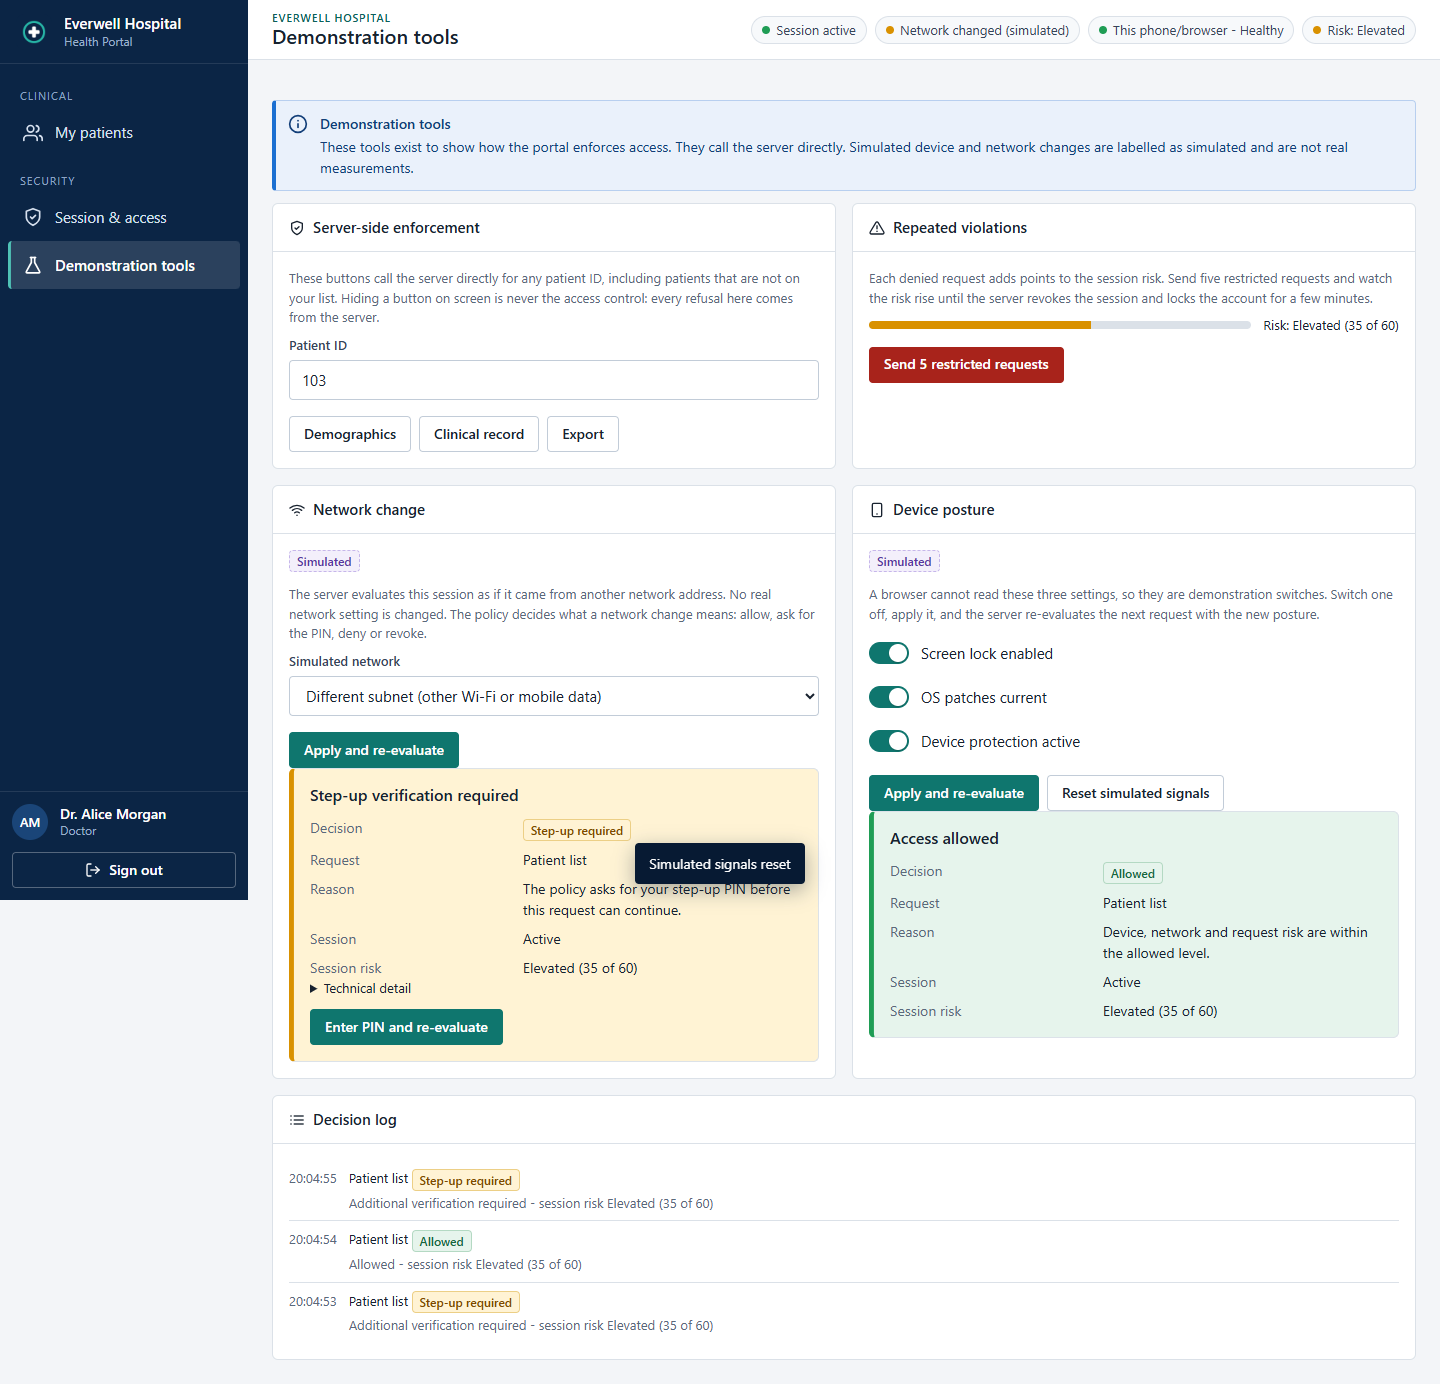 Everwell Hospital
Health Portal
CLINICAL
My patients
SECURITY
Session & access
Demonstration tools
AM
Dr. Alice Morgan
Doctor
Sign out
EVERWELL HOSPITAL
Demonstration tools
Session active
Network changed (simulated)
This phone/browser - Healthy
Risk: Elevated
Demonstration tools
These tools exist to show how the portal enforces access. They call the server directly. Simulated device and network changes are labelled as simulated and are not real
measurements.
Server-side enforcement
These buttons call the server directly for any patient ID, including patients that are not on
your list. Hiding a button on screen is never the access control: every refusal here comes
from the server.
Patient ID
103
Demographics
Clinical record
Export
Repeated violations
Each denied request adds points to the session risk. Send five restricted requests and watch
the risk rise until the server revokes the session and locks the account for a few minutes.
Risk: Elevated (35 of 60)
Send 5 restricted requests
Network change
Simulated
The server evaluates this session as if it came from another network address. No real
network setting is changed. The policy decides what a network change means: allow, ask for
the PIN, deny or revoke.
Simulated network
Different subnet (other Wi-Fi or mobile data)
Apply and re-evaluate
Step-up verification required
Decision
Step-up required
Request
Patient list
Simulated signals reset
Reason
The policy asks for your step-up PIN before
this request can continue.
Session
Active
Session risk
Elevated (35 of 60)
Technical detail
Enter PIN and re-evaluate
Device posture
Simulated
A browser cannot read these three settings, so they are demonstration switches. Switch one
off, apply it, and the server re-evaluates the next request with the new posture.
Screen lock enabled
OS patches current
Device protection active
Apply and re-evaluate
Reset simulated signals
Access allowed
Decision
Allowed
Request
Patient list
Reason
Device, network and request risk are within
the allowed level.
Session
Active
Session risk
Elevated (35 of 60)
Decision log
20:04:55 Patient list Step-up required
Additional verification required - session risk Elevated (35 of 60)
20:04:54 Patient list Allowed
Allowed - session risk Elevated (35 of 60)
20:04:53 Patient list Step-up required
Additional verification required - session risk Elevated (35 of 60)